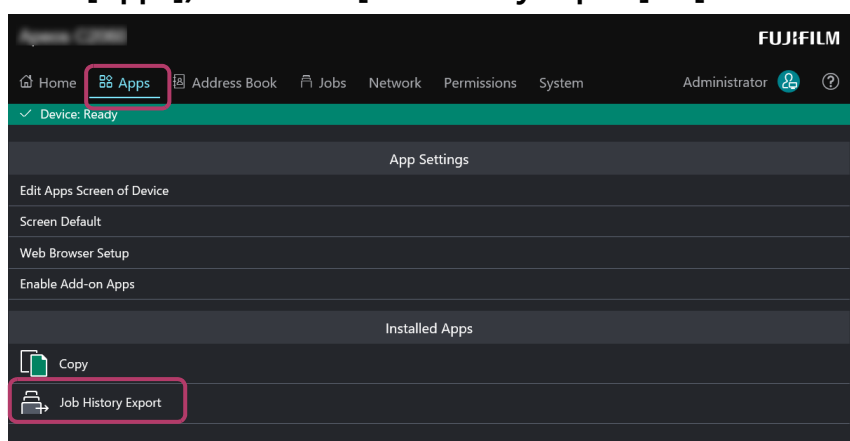 FUJIFILM
Home Apps Address Book Jobs Network Permissions System Administrator
Device: Ready
App Settings
Edit Apps Screen of Device
Screen Default
Web Browser Setup
Enable Add-on Apps
Installed Apps
Copy
Job History Export